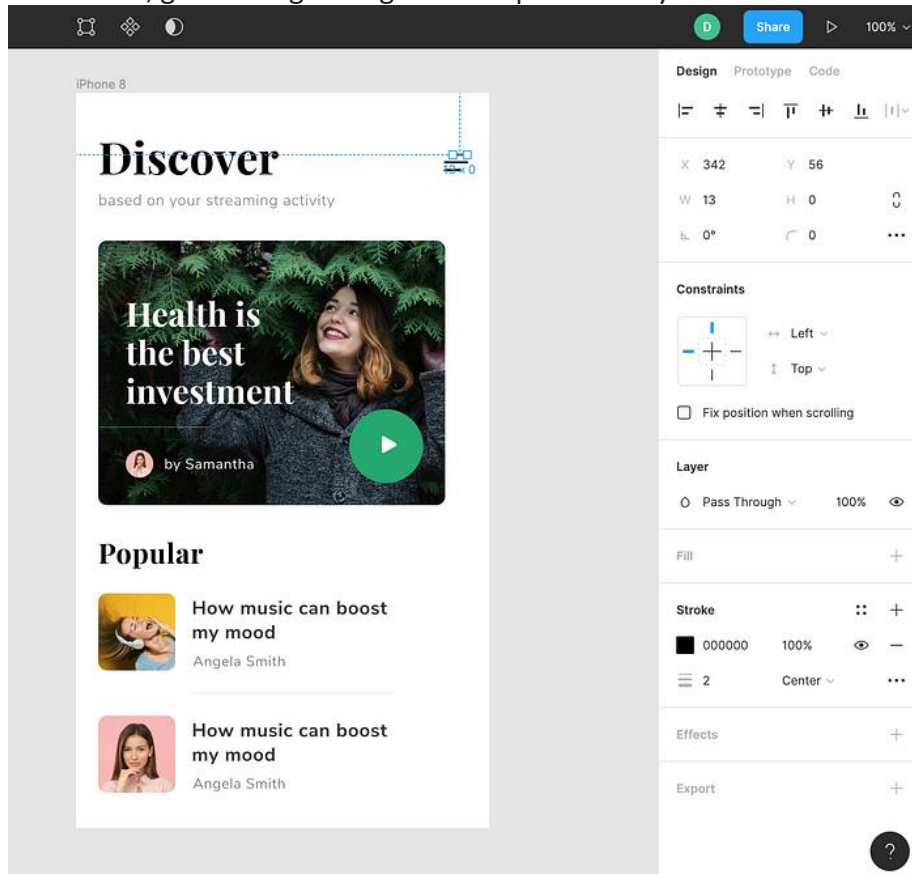 D Share 100%
iPhone 8
Discover
based on your streaming activity
13 × 0
Health is
the best
investment
by Samantha
Popular
How music can boost
my mood
Angela Smith
How music can boost
my mood
Angela Smith
Design Prototype Code
X 342 Y 56
W 13 H 0
0° 0
Constraints
Left
Top
Fix position when scrolling
Layer
Pass Through 100%
Fill
Stroke
000000 100%
2 Center
Effects
Export
?